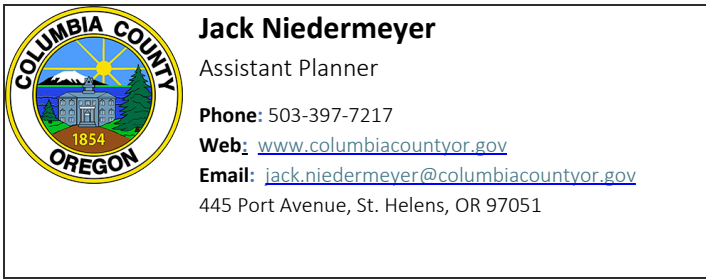 COLUMBIA COUNTY
1854
OREGON
Jack Niedermeyer
Assistant Planner
Phone: 503-397-7217
Web: www.columbiacountyor.gov
Email: jack.niedermeyer@columbiacountyor.gov
445 Port Avenue, St. Helens, OR 97051